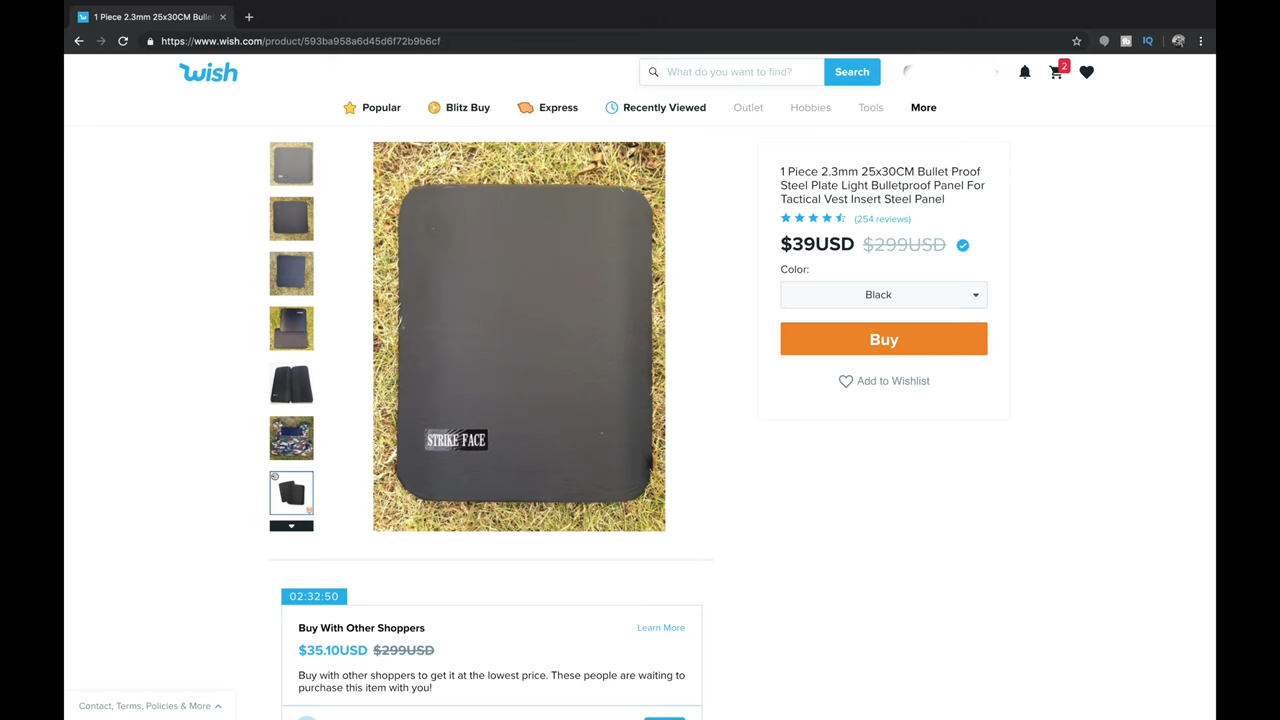 1 Piece 2.3mm 25x30CM Bulle
https://www.wish.com/product/593ba958a6d45d6f72b9b6cf
wish
What do you want to find?
Search
2
Popular
Blitz Buy
Express
Recently Viewed
Outlet
Hobbies
Tools
More
STRIKE FACE
1 Piece 2.3mm 25x30CM Bullet Proof
Steel Plate Light Bulletproof Panel For
Tactical Vest Insert Steel Panel
(254 reviews)
$39USD $299USD
Color:
Black
Buy
Add to Wishlist
02:32:50
Buy With Other Shoppers
Learn More
$35.10USD $299USD
Buy with other shoppers to get it at the lowest price. These people are waiting to
purchase this item with you!
Contact, Terms, Policies & More